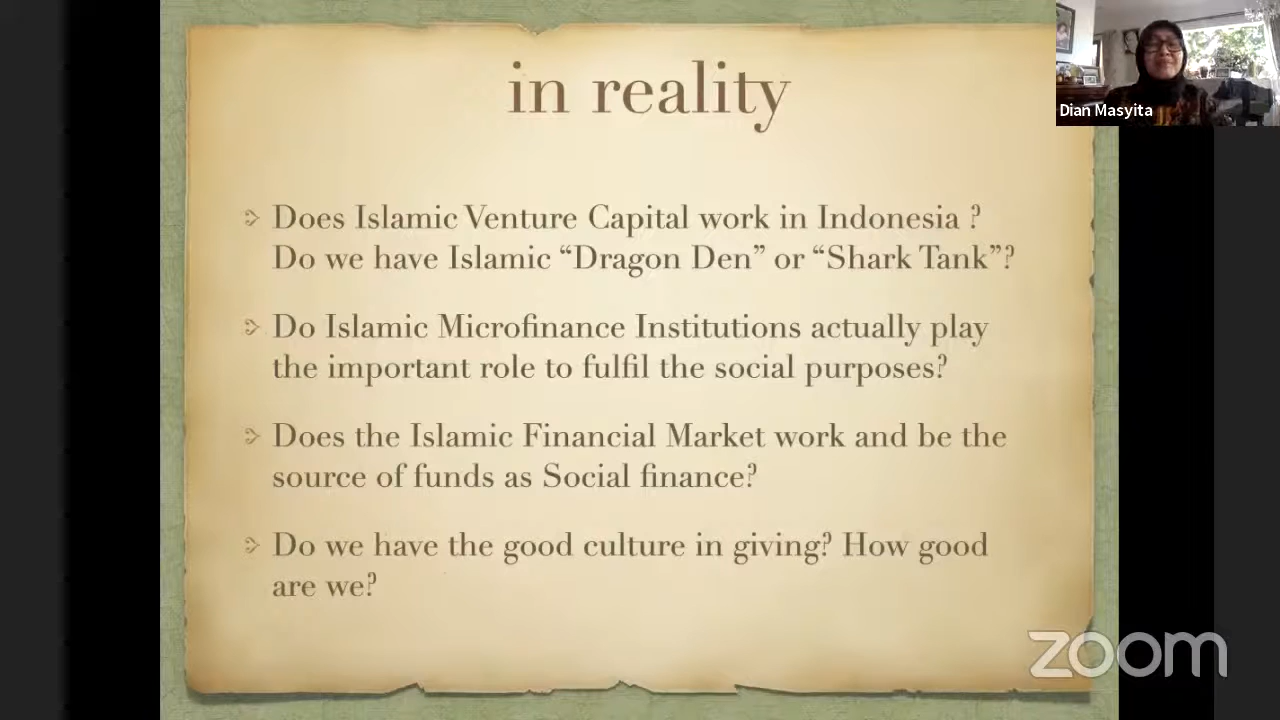 in reality
Dian Masyita
Does Islamic Venture Capital work in Indonesia ?
Do we have Islamic “Dragon Den” or “Shark Tank”?
Do Islamic Microfinance Institutions actually play
the important role to fulfil the social purposes?
Does the Islamic Financial Market work and be the
source of funds as Social finance?
Do we have the good culture in giving? How good
are we?
zoom